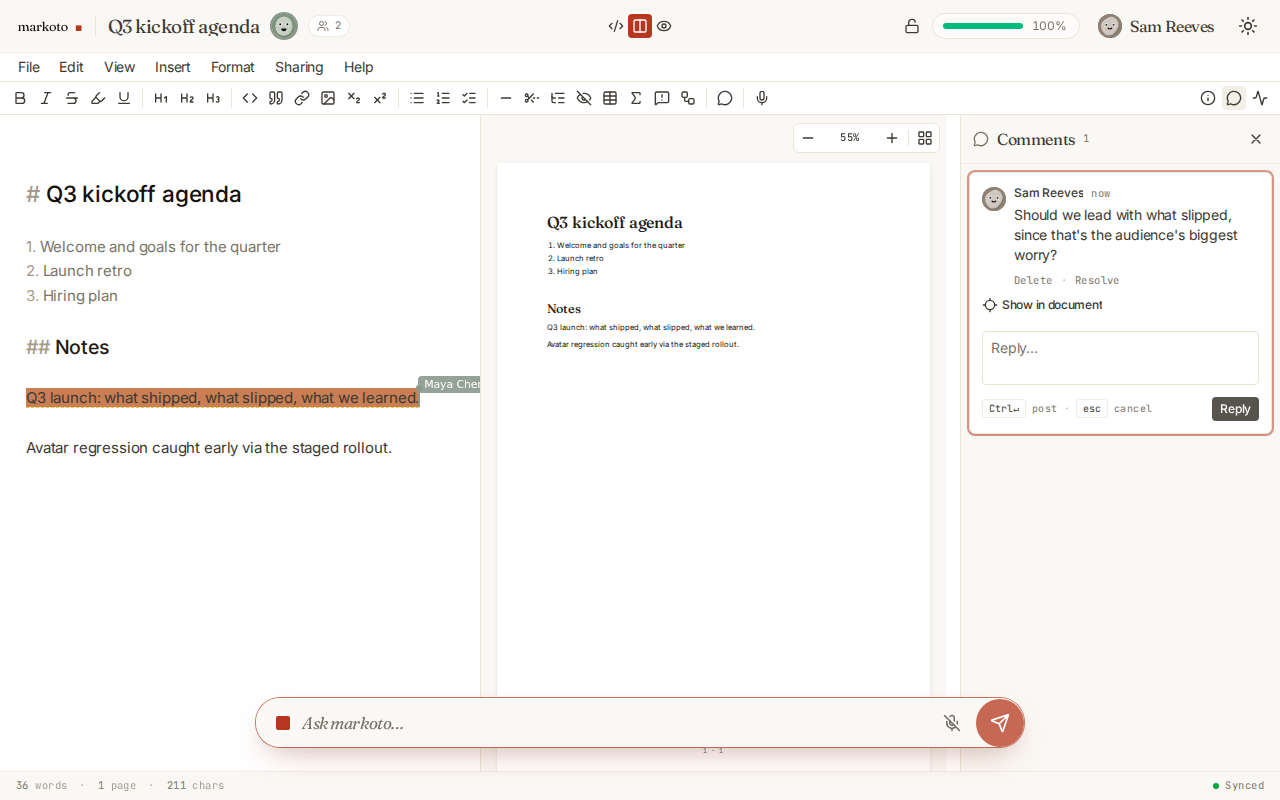 markoto
Q3 kickoff agenda
2
100%
Sam Reeves
File Edit View Insert Format Sharing Help
H1 H2 H3
55%
Comments 1
# Q3 kickoff agenda
1. Welcome and goals for the quarter
2. Launch retro
3. Hiring plan
## Notes
Maya Cher
Q3 launch: what shipped, what slipped, what we learned.
Avatar regression caught early via the staged rollout.
Q3 kickoff agenda
1. Welcome and goals for the quarter
2. Launch retro
3. Hiring plan
Notes
Q3 launch: what shipped, what slipped, what we learned.
Avatar regression caught early via the staged rollout.
1 · 1
Sam Reeves now
Should we lead with what slipped,
since that's the audience's biggest
worry?
Delete · Resolve
Show in document
Reply...
Ctrl↵ post · esc cancel
Reply
Ask markoto...
36 words · 1 page · 211 chars
Synced